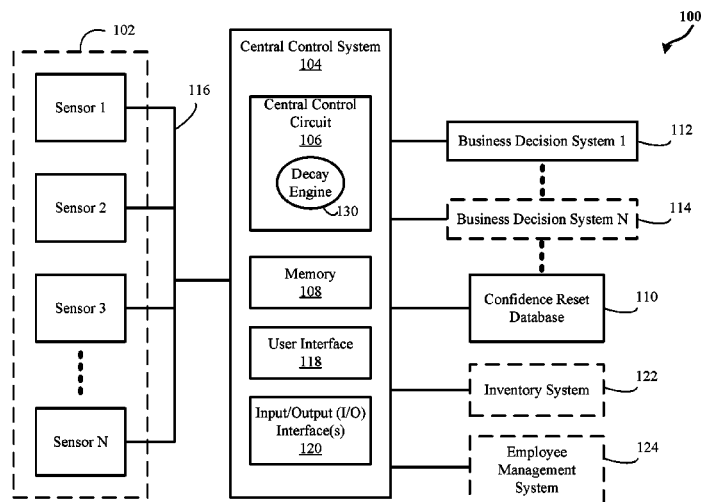 100
102
Sensor 1
Sensor 2
Sensor 3
Sensor N
116
Central Control System
104
Central Control
Circuit
106
Decay
Engine
130
Memory
108
User Interface
118
Input/Output (I/O)
Interface(s)
120
Business Decision System 1
112
Business Decision System N
114
Confidence Reset
Database
110
Inventory System
122
Employee
Management
System
124